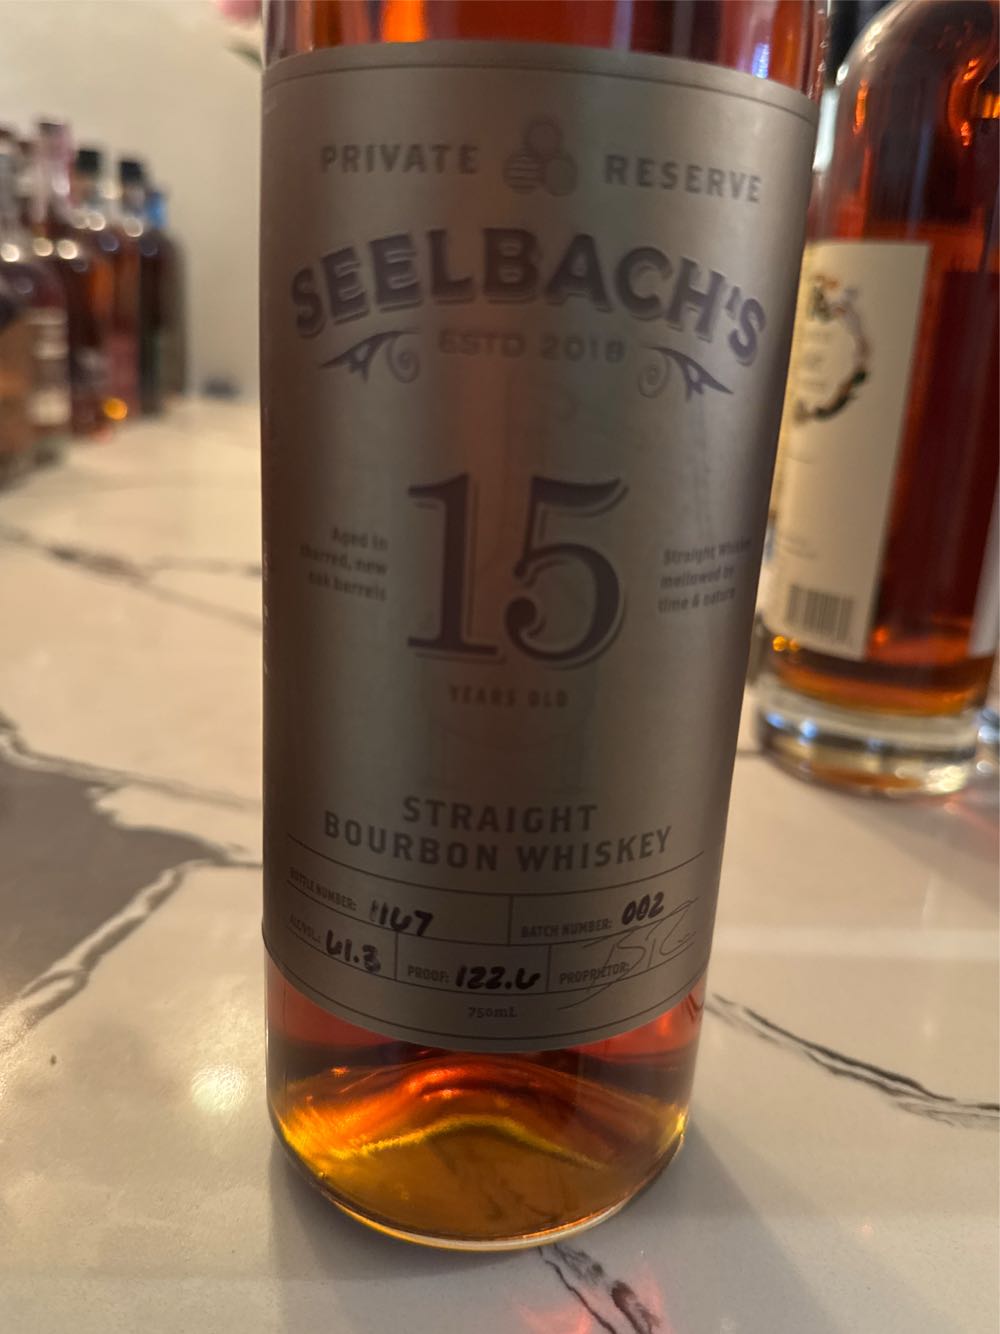 PRIVATE RESERVE
SEELBACH'S
ESTD 2018
Aged in
charred, new
oak barrels
15
YEARS OLD
Straight Whiskey
mellowed by
time & nature
STRAIGHT
BOURBON WHISKEY
BOTTLE NUMBER: 1167
BATCH NUMBER: 002
ALC/VOL.: 61.3
PROOF: 122.6
PROPRIETOR:
750mL